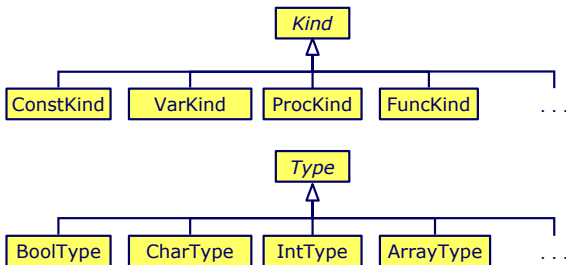 Kind
ConstKind VarKind ProcKind FuncKind . . .
Type
BoolType CharType IntType ArrayType . . .